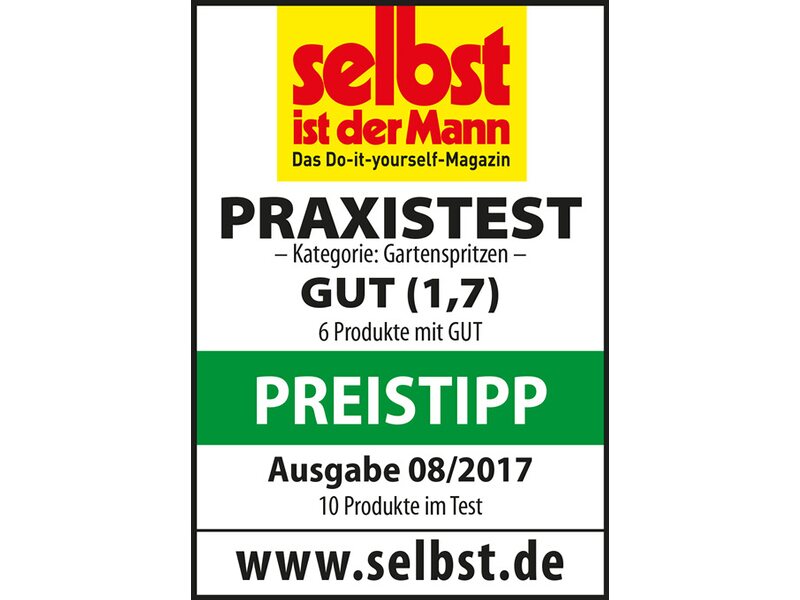 selbst
ist der Mann
Das Do-it-yourself-Magazin
PRAXISTEST
– Kategorie: Gartenspritzen –
GUT (1,7)
6 Produkte mit GUT
PREISTIPP
Ausgabe 08/2017
10 Produkte im Test
www.selbst.de